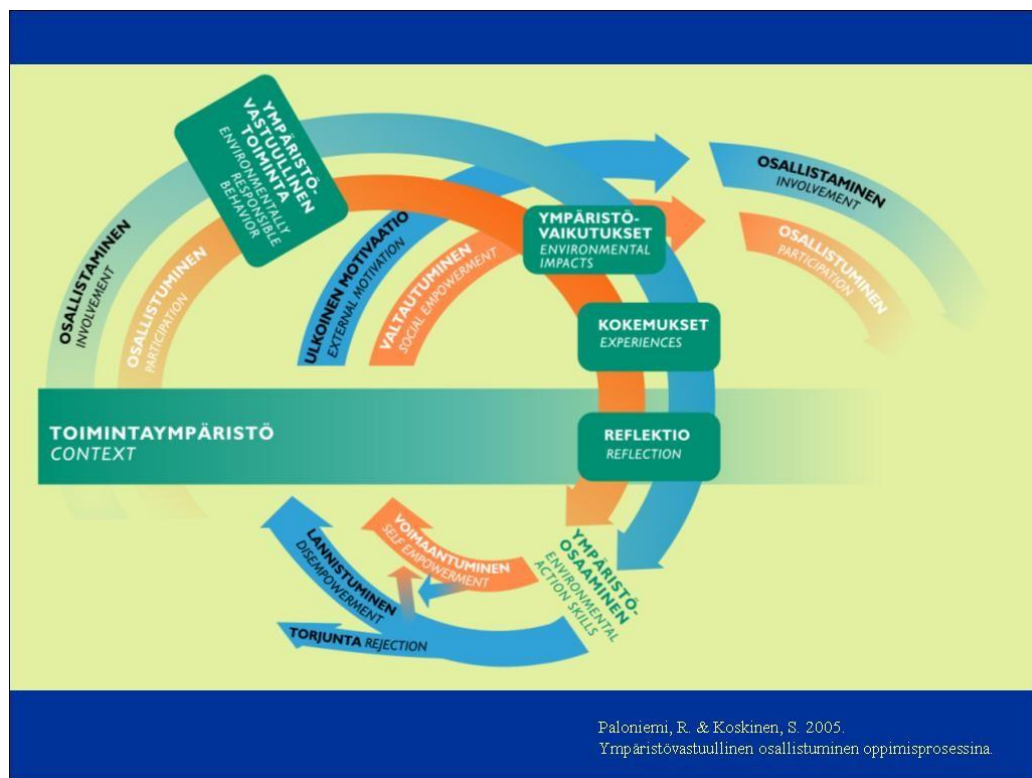 YMPÄRISTÖ-
VASTUULLINEN
TOIMINTA
ENVIRONMENTALLY
RESPONSIBLE
BEHAVIOR
OSALLISTAMINEN
INVOLVEMENT
OSALLISTUMINEN
PARTICIPATION
ULKOINEN MOTIVAATIO
EXTERNAL MOTIVATION
VALTAUTUMINEN
SOCIAL EMPOWERMENT
YMPÄRISTÖ-
VAIKUTUKSET
ENVIRONMENTAL
IMPACTS
OSALLISTAMINEN
INVOLVEMENT
OSALLISTUMINEN
PARTICIPATION
KOKEMUKSET
EXPERIENCES
TOIMINTAYMPÄRISTÖ
CONTEXT
REFLEKTIO
REFLECTION
LANNISTUMINEN
DISEMPOWERMENT
VOIMAANTUMINEN
SELF EMPOWERMENT
YMPÄRISTÖ-
OSAAMINEN
ENVIRONMENTAL
ACTION SKILLS
TORJUNTA REJECTION
Paloniemi, R. & Koskinen, S. 2005.
Ympäristövastuullinen osallistuminen oppimisprosessina.